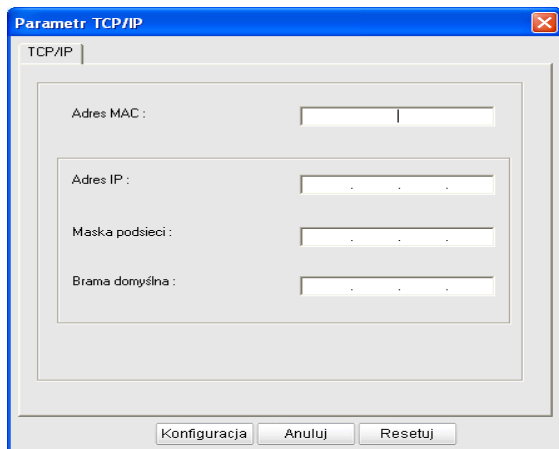 Parametr TCP/IP
TCP/IP
Adres MAC :
Adres IP :
. . .
Maska podsieci :
. . .
Brama domyślna :
. . .
Konfiguracja Anuluj Resetuj